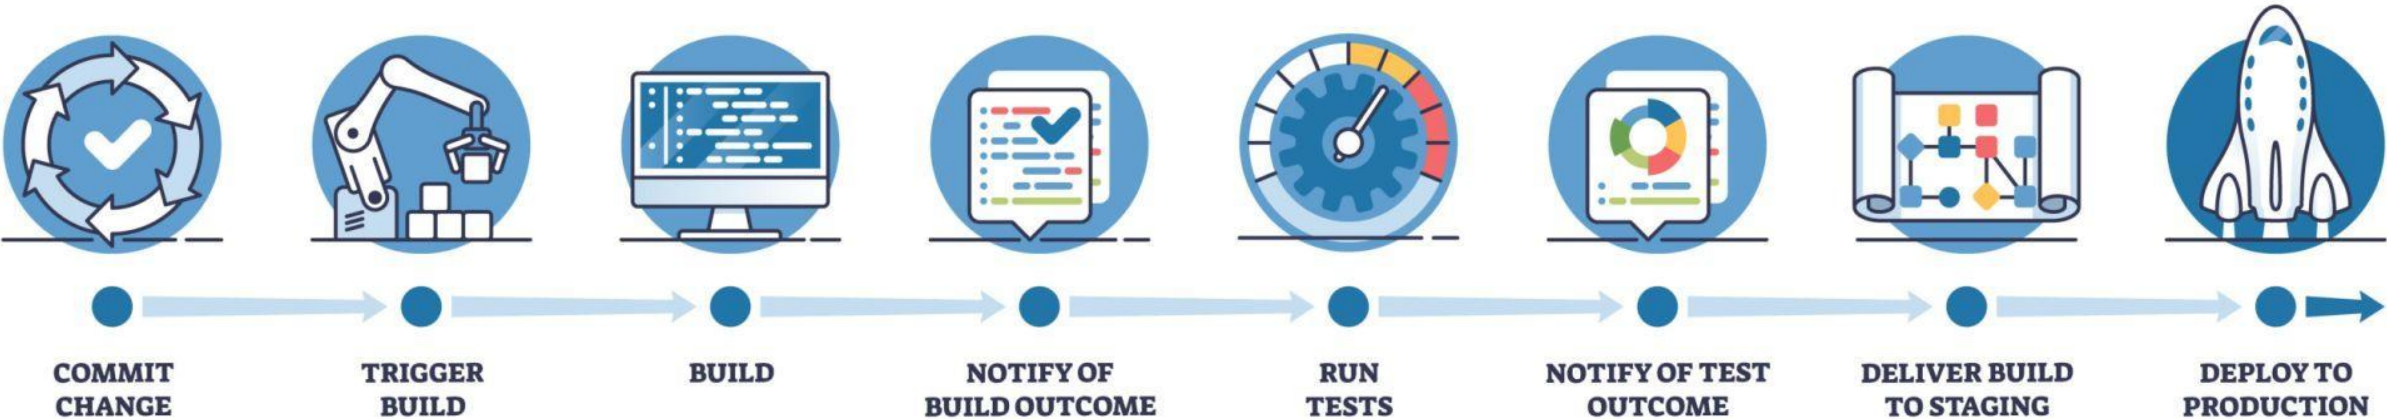 COMMIT
CHANGE
TRIGGER
BUILD
BUILD
NOTIFY OF
BUILD OUTCOME
RUN
TESTS
NOTIFY OF TEST
OUTCOME
DELIVER BUILD
TO STAGING
DEPLOY TO
PRODUCTION